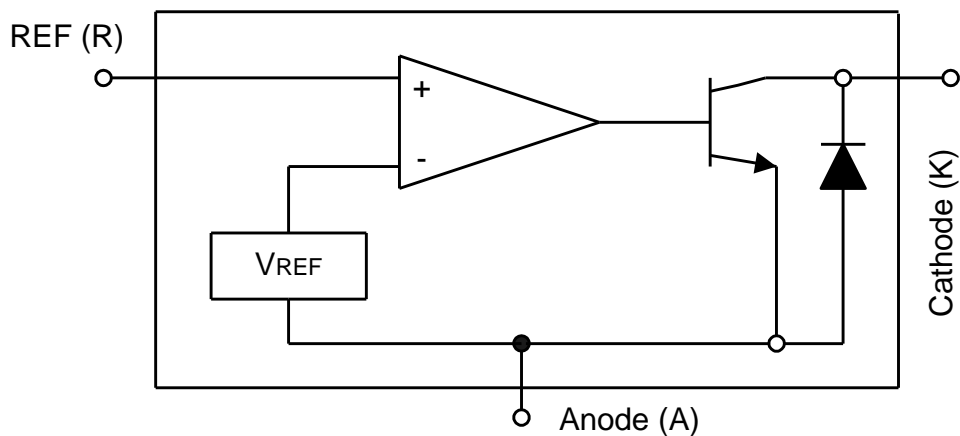 REF (R)
+
-
VREF
Cathode (K)
Anode (A)